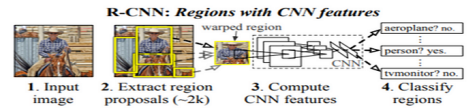 R-CNN: Regions with CNN features
warped region
aeroplane? no.
person? yes.
CNN
tvmonitor? no.
1. Input image
2. Extract region proposals (~2k)
3. Compute CNN features
4. Classify regions